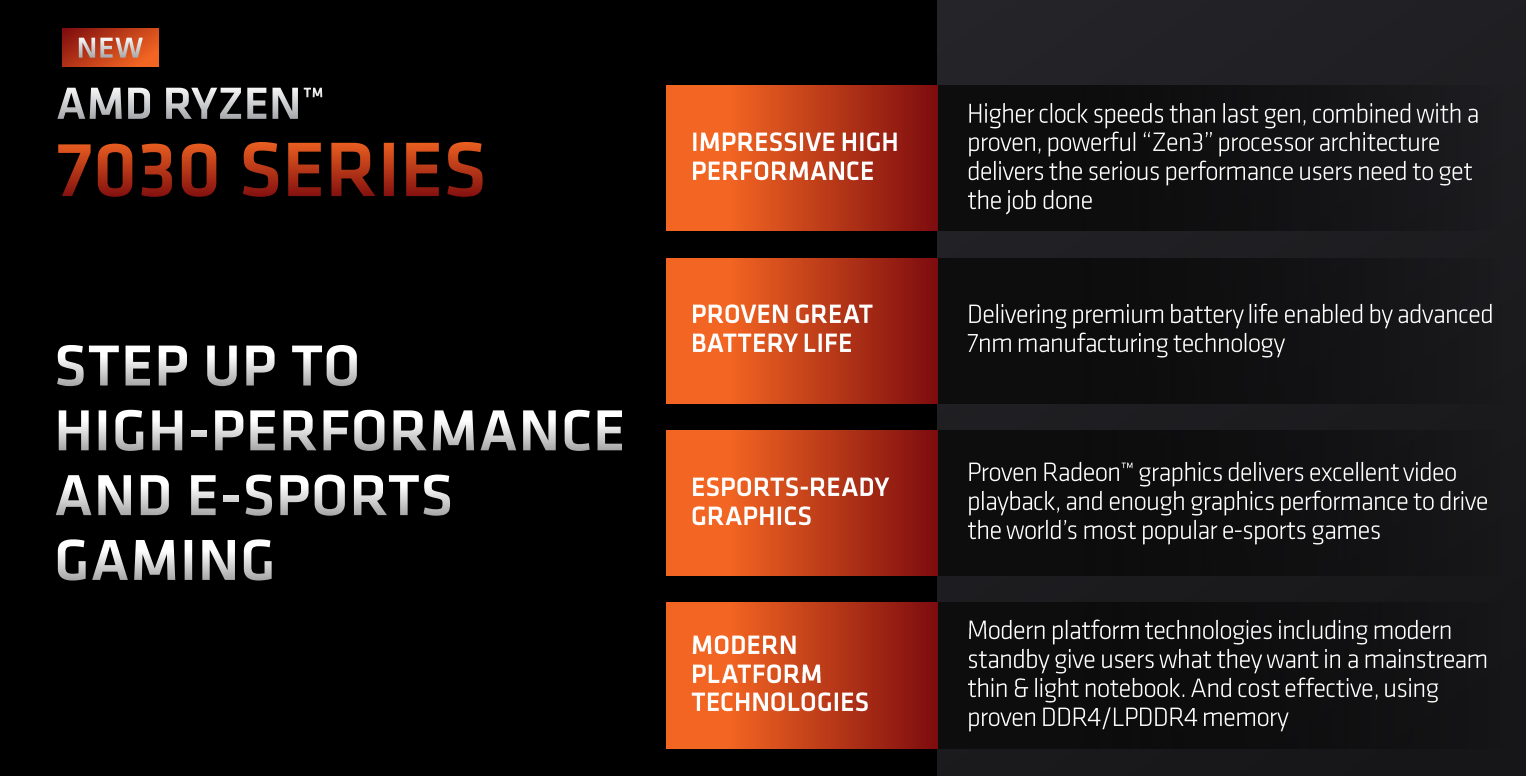 NEW
AMD RYZEN™
7030 SERIES
STEP UP TO
HIGH-PERFORMANCE
AND E-SPORTS
GAMING
IMPRESSIVE HIGH
PERFORMANCE
Higher clock speeds than last gen, combined with a
proven, powerful “Zen3” processor architecture
delivers the serious performance users need to get
the job done
PROVEN GREAT
BATTERY LIFE
Delivering premium battery life enabled by advanced
7nm manufacturing technology
ESPORTS-READY
GRAPHICS
Proven Radeon™ graphics delivers excellent video
playback, and enough graphics performance to drive
the world’s most popular e-sports games
MODERN
PLATFORM
TECHNOLOGIES
Modern platform technologies including modern
standby give users what they want in a mainstream
thin & light notebook. And cost effective, using
proven DDR4/LPDDR4 memory